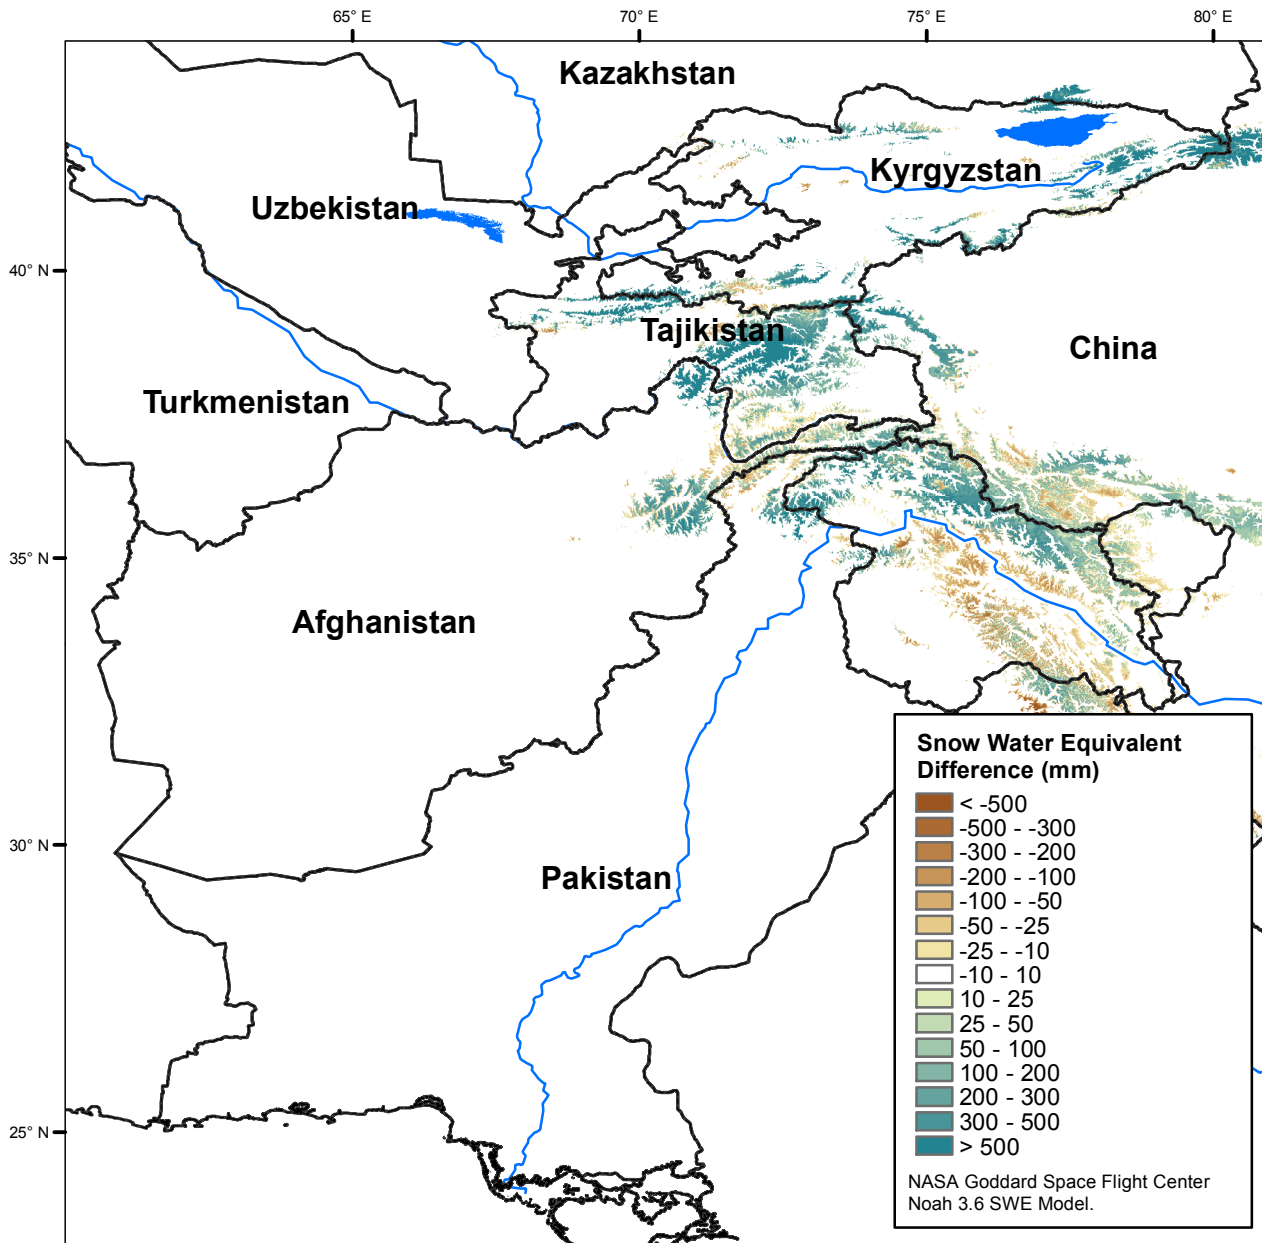 65° E
70° E
75° E
80° E
Kazakhstan
Kyrgyzstan
Uzbekistan
40° N
Tajikistan
China
Turkmenistan
35° N
Afghanistan
30° N
Pakistan
25° N
Snow Water Equivalent
Difference (mm)
< -500
-500 - -300
-300 - -200
-200 - -100
-100 - -50
-50 - -25
-25 - -10
-10 - 10
10 - 25
25 - 50
50 - 100
100 - 200
200 - 300
300 - 500
> 500
NASA Goddard Space Flight Center
Noah 3.6 SWE Model.